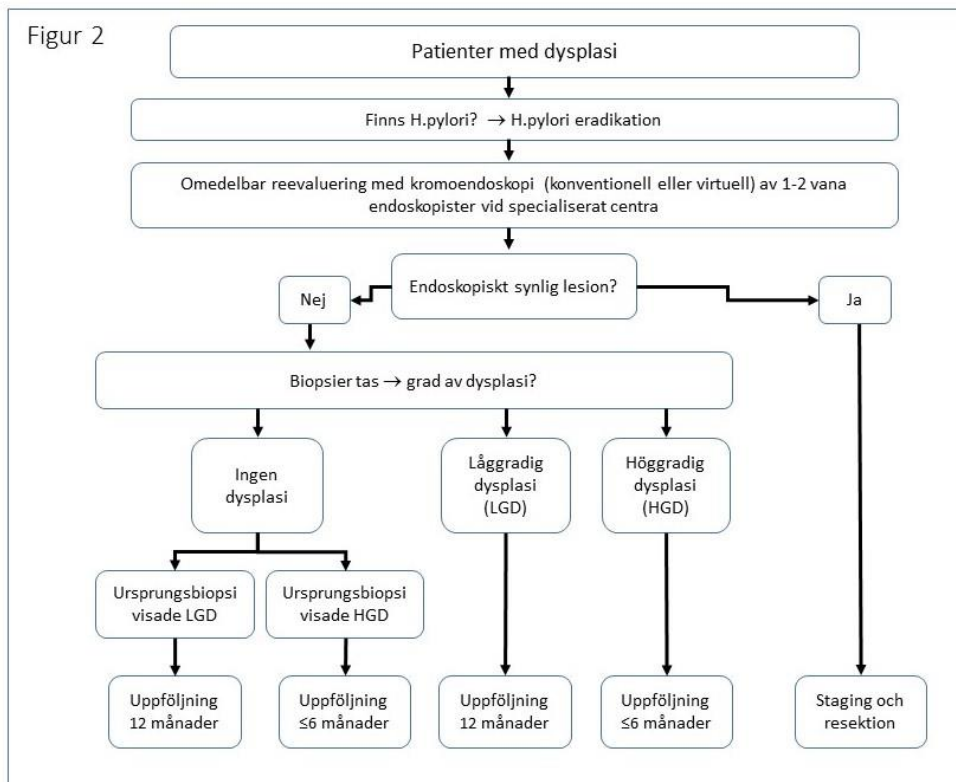 Figur 2
Patienter med dysplasi
Finns H.pylori? → H.pylori eradikation
Omedelbar reevaluering med kromoendoskopi (konventionell eller virtuell) av 1-2 vana
endoskopister vid specialiserat centra
Endoskopiskt synlig lesion?
Nej
Ja
Biopsier tas → grad av dysplasi?
Ingen
dysplasi
Låggradig
dysplasi
(LGD)
Höggradig
dysplasi
(HGD)
Ursprungsbiopsi
visade LGD
Ursprungsbiopsi
visade HGD
Uppföljning
12 månader
Uppföljning
≤6 månader
Uppföljning
12 månader
Uppföljning
≤6 månader
Staging och
resektion